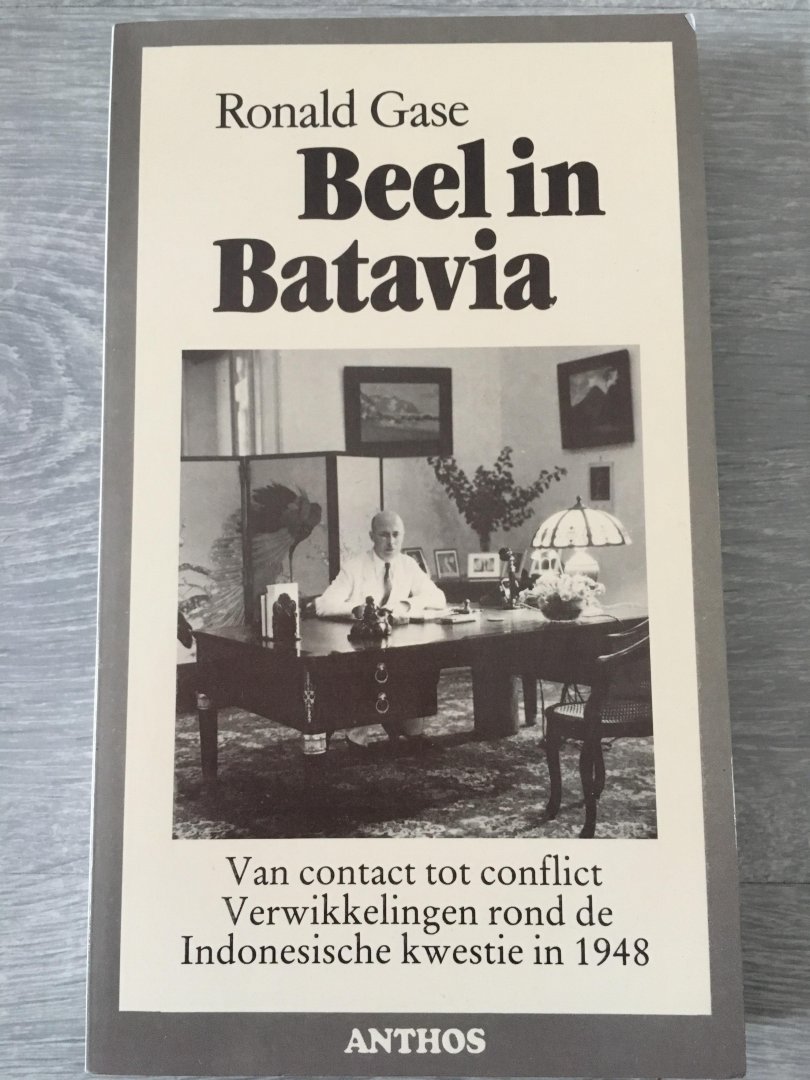 Ronald Gase
Beel in
Batavia
Van contact tot conflict
Verwikkelingen rond de
Indonesische kwestie in 1948
ANTHOS